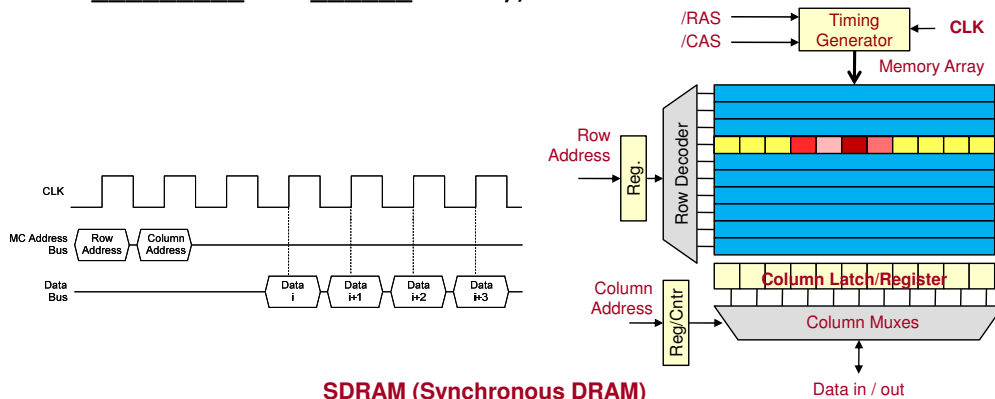 /RAS
/CAS
Timing
Generator
CLK
Memory Array
Row
Address
Reg.
Row Decoder
CLK
MC Address
Bus
Row
Address
Column
Address
Data
Bus
Data
i
Data
i+1
Data
i+2
Data
i+3
Column Latch/Register
Column
Address
Reg/Cntr
Column Muxes
SDRAM (Synchronous DRAM)
Data in / out